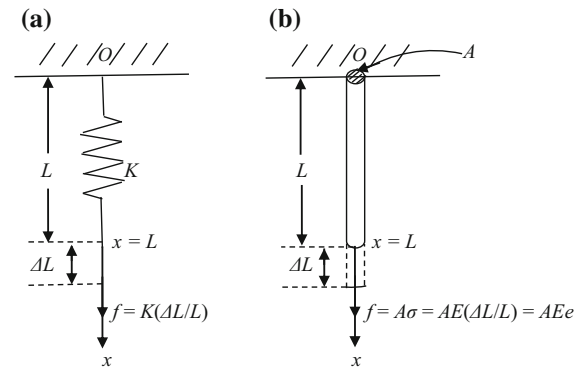 (a)
O
L
K
x = L
ΔL
f = K(ΔL/L)
x
(b)
O
A
L
x = L
ΔL
f = Aσ = AE(ΔL/L) = AEe
x